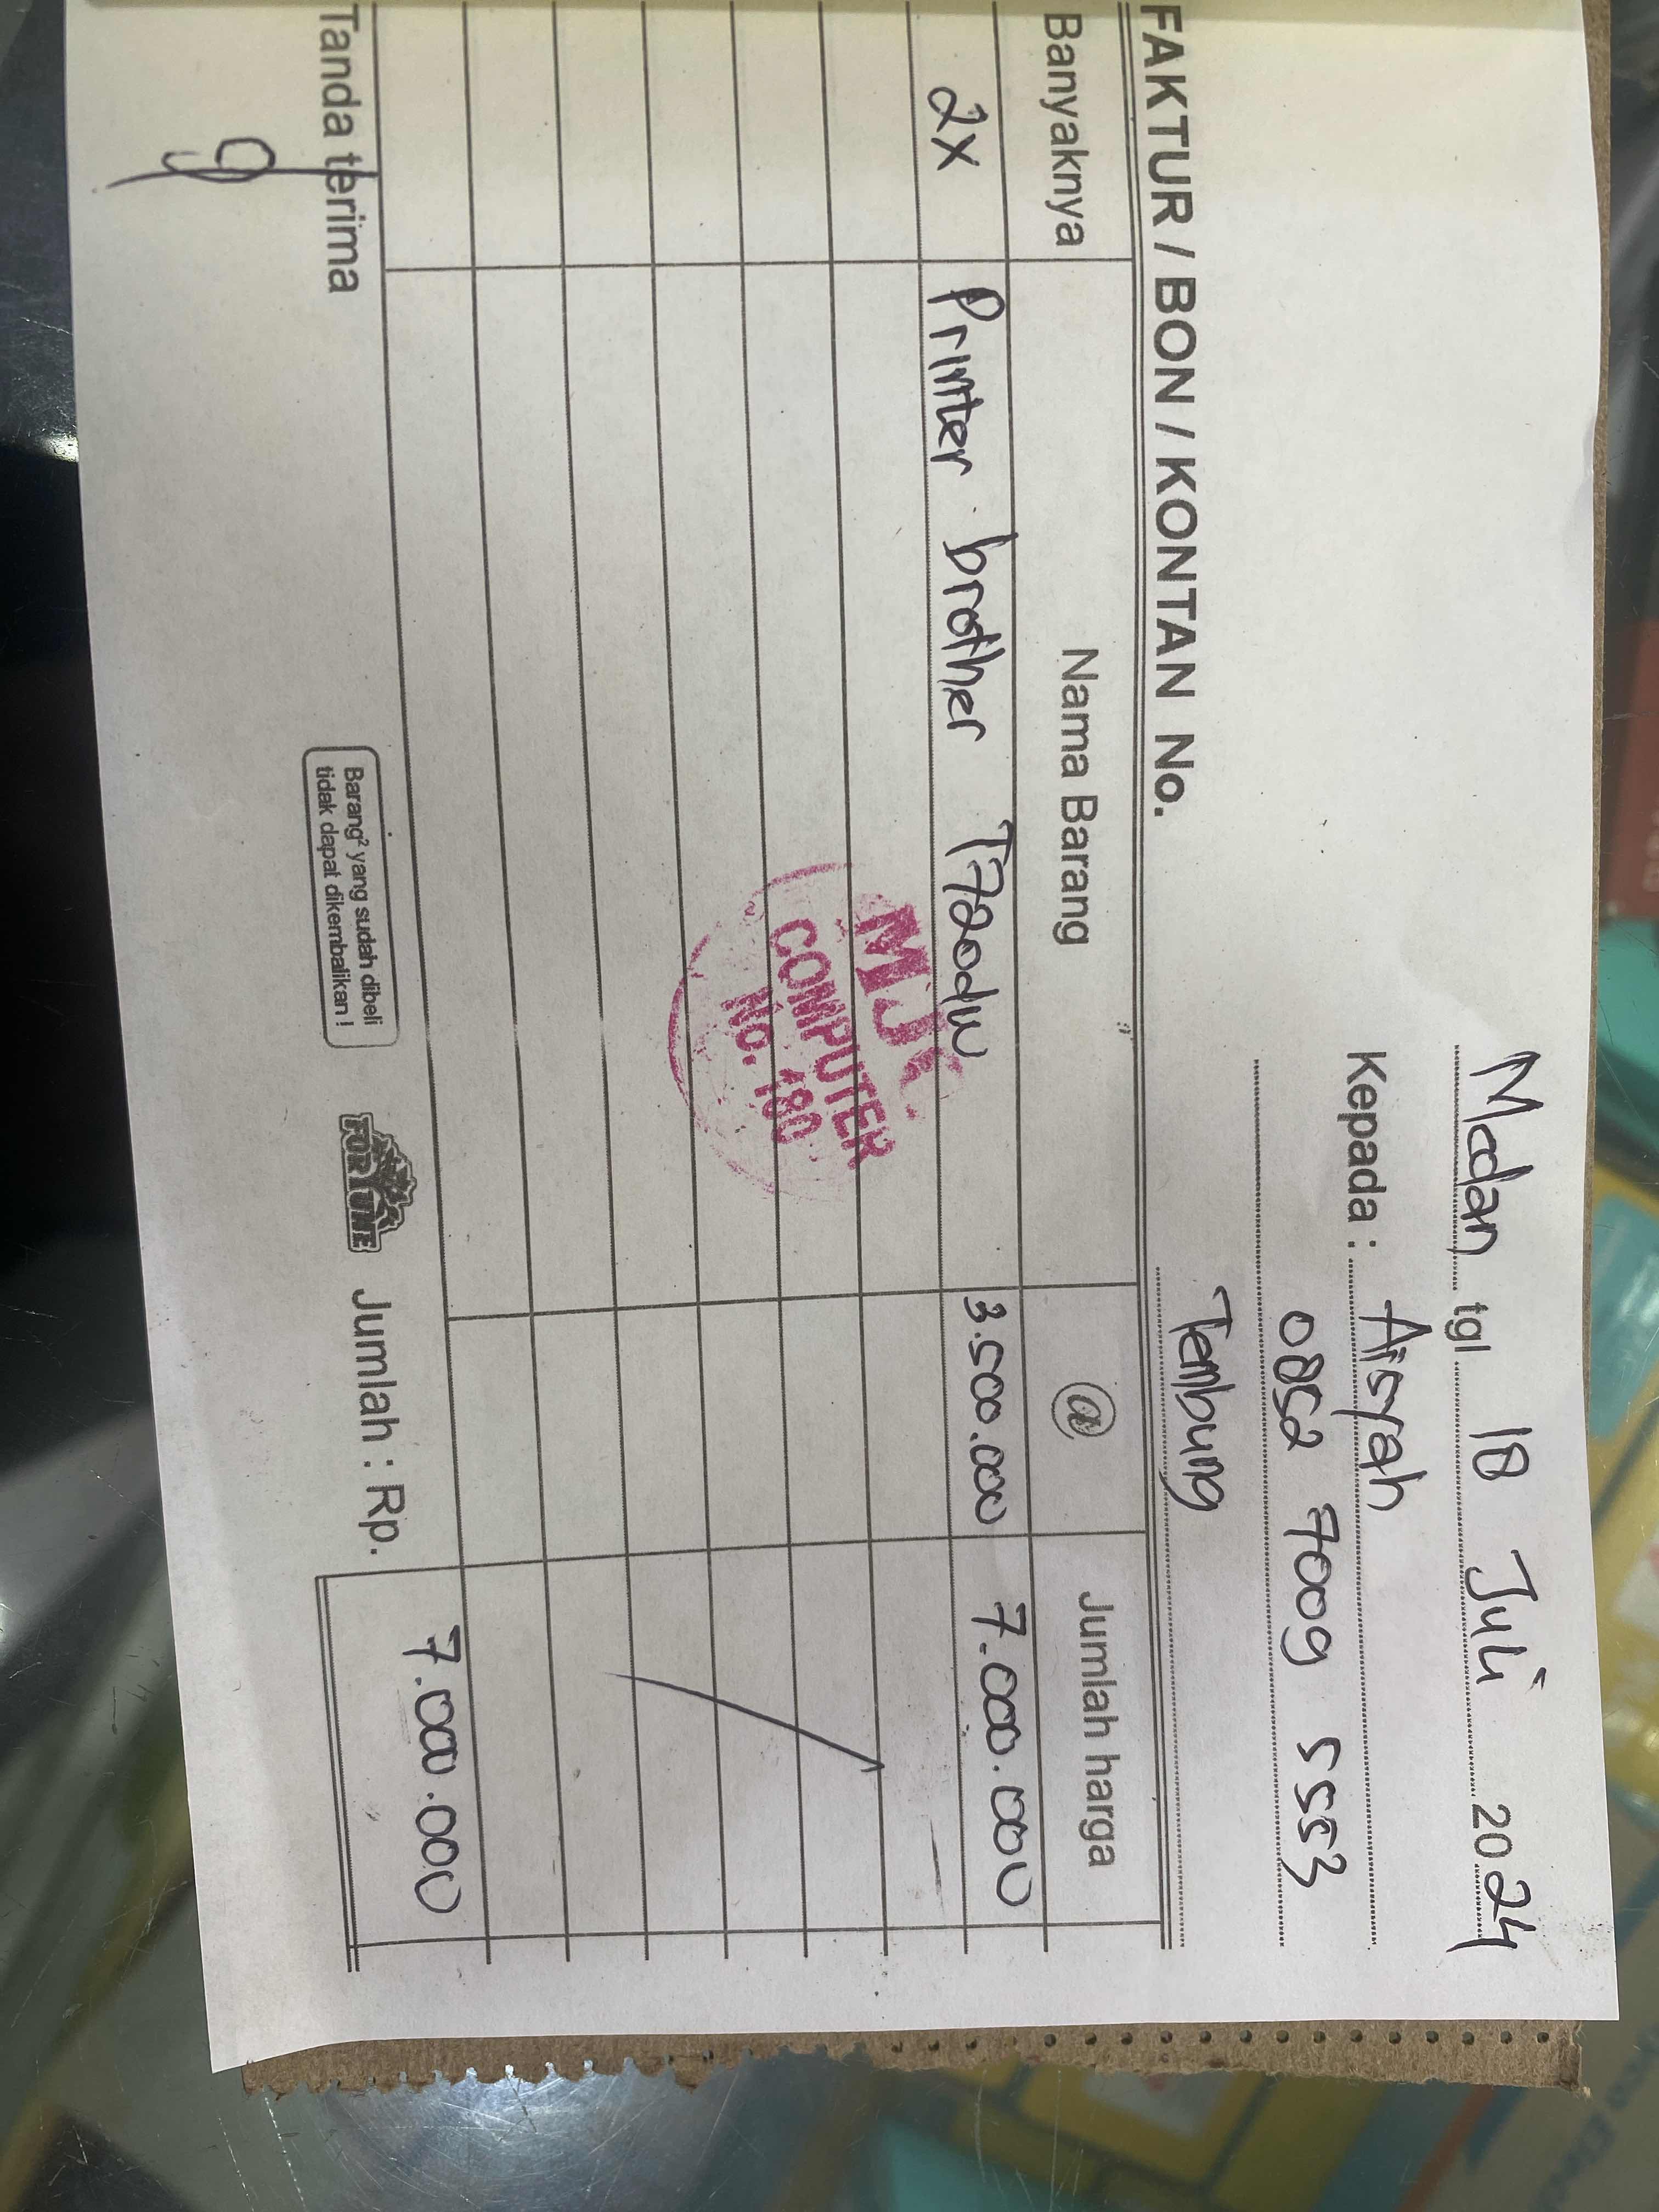 Medan tgl 18 Juli 2024
Kepada : Aisyah
0852 7009 5553
Tembung
FAKTUR / BON / KONTAN No.
Banyaknya Nama Barang @ Jumlah harga
2x Printer brother T720dw 3.500.000 7.000.000
MJ
COMPUTER
No. 180
Tanda terima
Barang² yang sudah dibeli
tidak dapat dikembalikan !
FORTUNE
Jumlah : Rp. 7.000.000